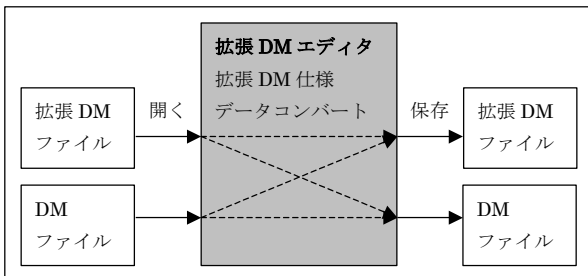 拡張 DM エディタ
拡張 DM 仕様
データコンバート
拡張 DM
ファイル
開く
保存
拡張 DM
ファイル
DM
ファイル
DM
ファイル